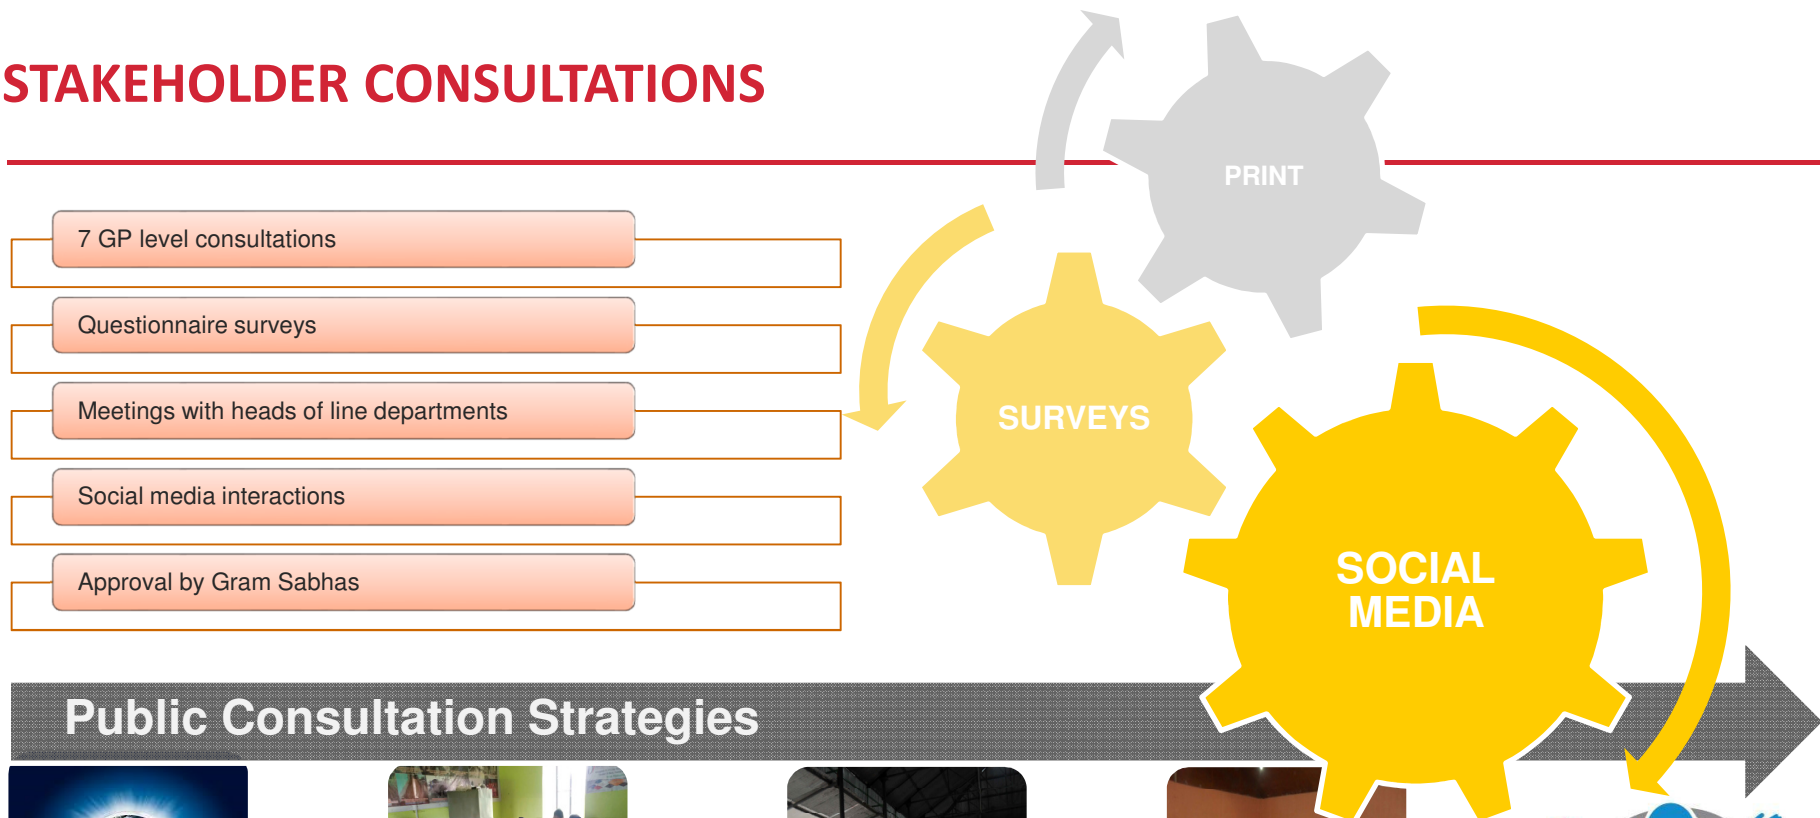 STAKEHOLDER CONSULTATIONS
PRINT
7 GP level consultations
Questionnaire surveys
Meetings with heads of line departments
SURVEYS
Social media interactions
Approval by Gram Sabhas
SOCIAL
MEDIA
Public Consultation Strategies